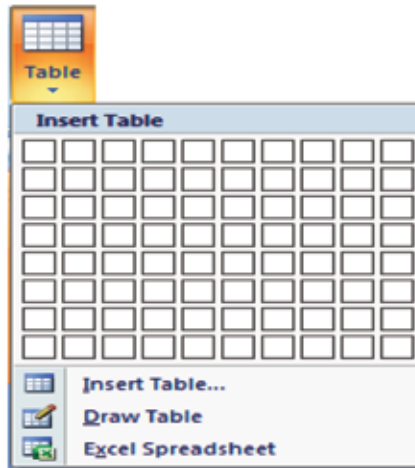 Table
Insert Table
Insert Table...
Draw Table
Excel Spreadsheet